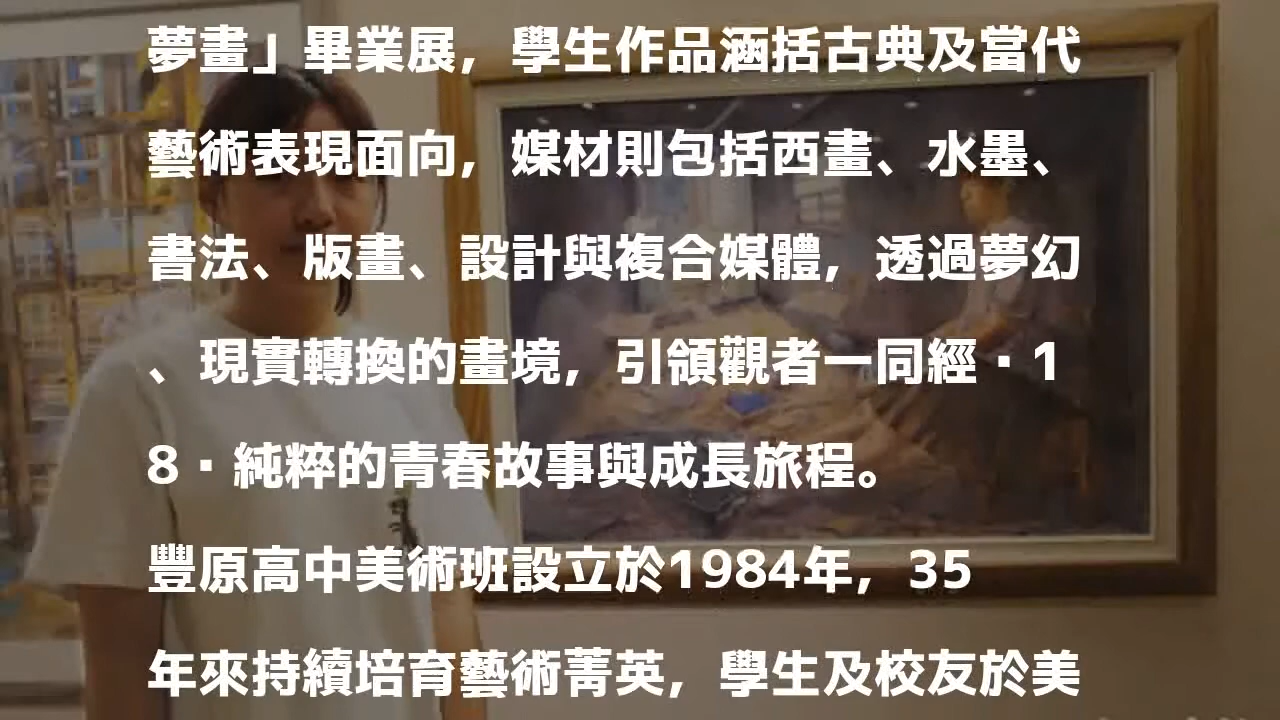 夢畫」畢業展，學生作品涵括古典及當代
藝術表現面向，媒材則包括西畫、水墨、
書法、版畫、設計與複合媒體，透過夢幻
、現實轉換的畫境，引領觀者一同經·1
8·純粹的青春故事與成長旅程。
豐原高中美術班設立於1984年，35
年來持續培育藝術菁英，學生及校友於美